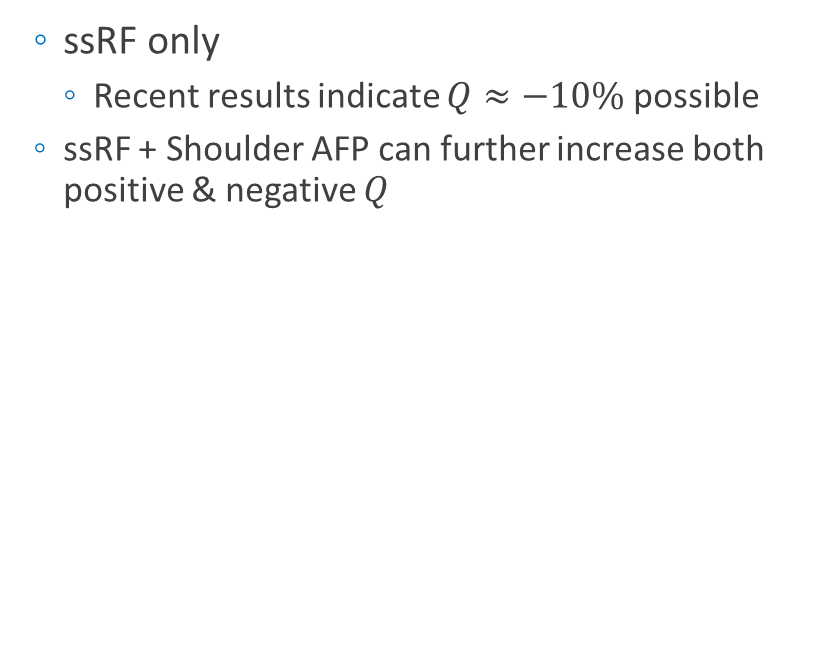 ◦ ssRF only
◦ Recent results indicate Q ≈ −10% possible
◦ ssRF + Shoulder AFP can further increase both
positive & negative Q